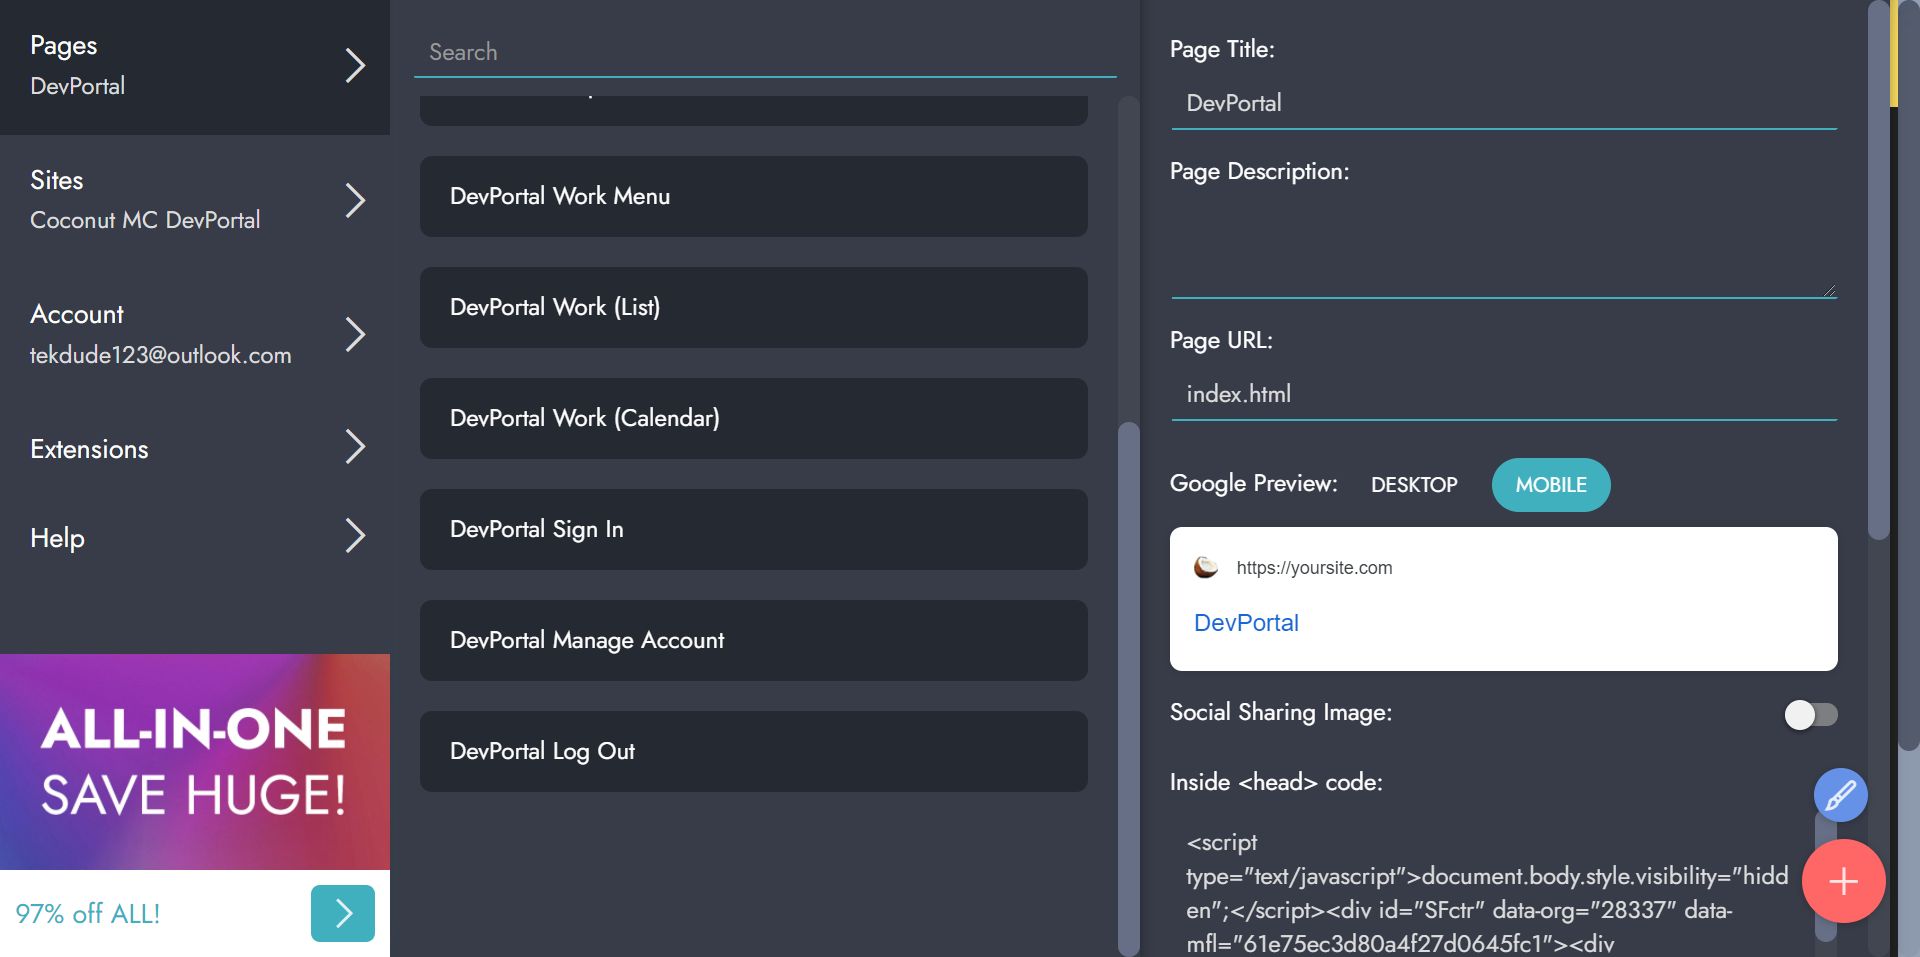 Pages
DevPortal
Sites
Coconut MC DevPortal
Account
tekdude123@outlook.com
Extensions
Help
ALL-IN-ONE
SAVE HUGE!
97% off ALL!
Search
DevPortal Work Menu
DevPortal Work (List)
DevPortal Work (Calendar)
DevPortal Sign In
DevPortal Manage Account
DevPortal Log Out
Page Title:
DevPortal
Page Description:
Page URL:
index.html
Google Preview: DESKTOP MOBILE
https://yoursite.com
DevPortal
Social Sharing Image:
Inside <head> code:
<script
type="text/javascript">document.body.style.visibility="hidd
en";</script><div id="SFctr" data-org="28337" data-
mfl="61e75ec3d80a4f27d0645fc1"><div